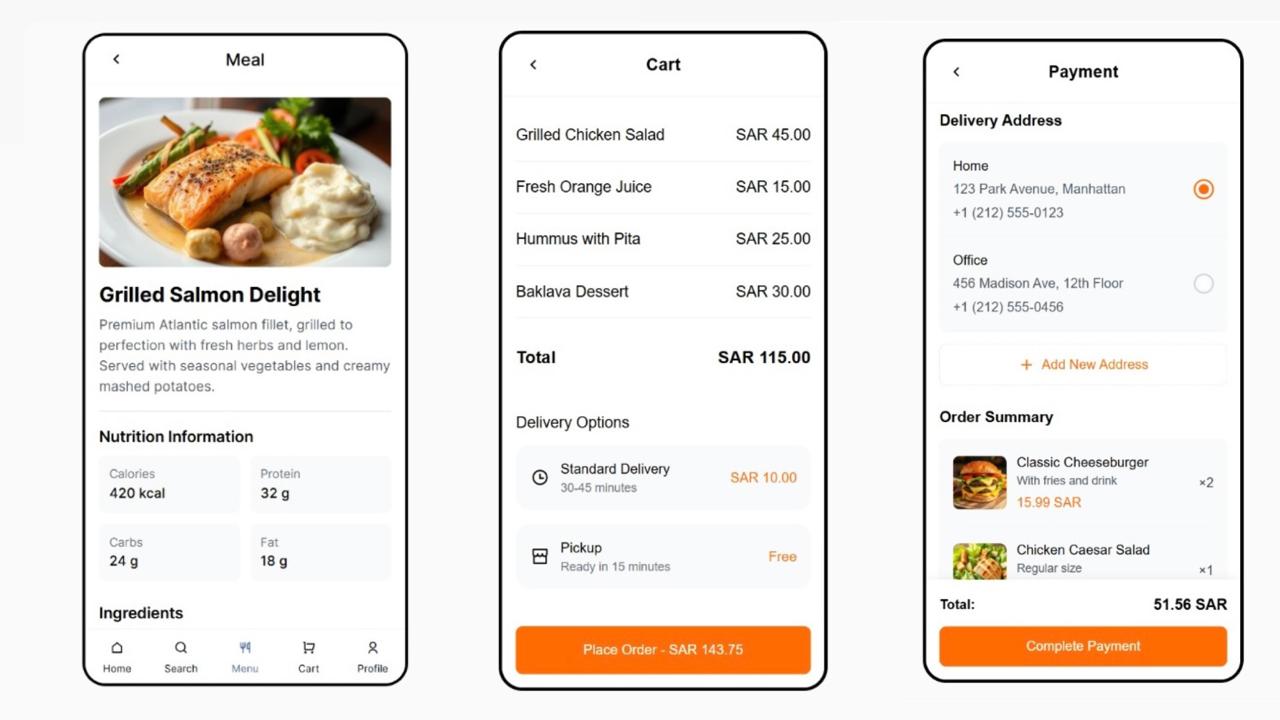 Meal
Grilled Salmon Delight
Premium Atlantic salmon fillet, grilled to
perfection with fresh herbs and lemon.
Served with seasonal vegetables and creamy
mashed potatoes.
Nutrition Information
Calories
420 kcal
Protein
32 g
Carbs
24 g
Fat
18 g
Ingredients
Home
Search
Menu
Cart
Profile
Cart
Grilled Chicken Salad SAR 45.00
Fresh Orange Juice SAR 15.00
Hummus with Pita SAR 25.00
Baklava Dessert SAR 30.00
Total SAR 115.00
Delivery Options
Standard Delivery
30-45 minutes
SAR 10.00
Pickup
Ready in 15 minutes
Free
Place Order - SAR 143.75
Payment
Delivery Address
Home
123 Park Avenue, Manhattan
+1 (212) 555-0123
Office
456 Madison Ave, 12th Floor
+1 (212) 555-0456
+ Add New Address
Order Summary
Classic Cheeseburger
With fries and drink
15.99 SAR
×2
Chicken Caesar Salad
Regular size
×1
Total: 51.56 SAR
Complete Payment